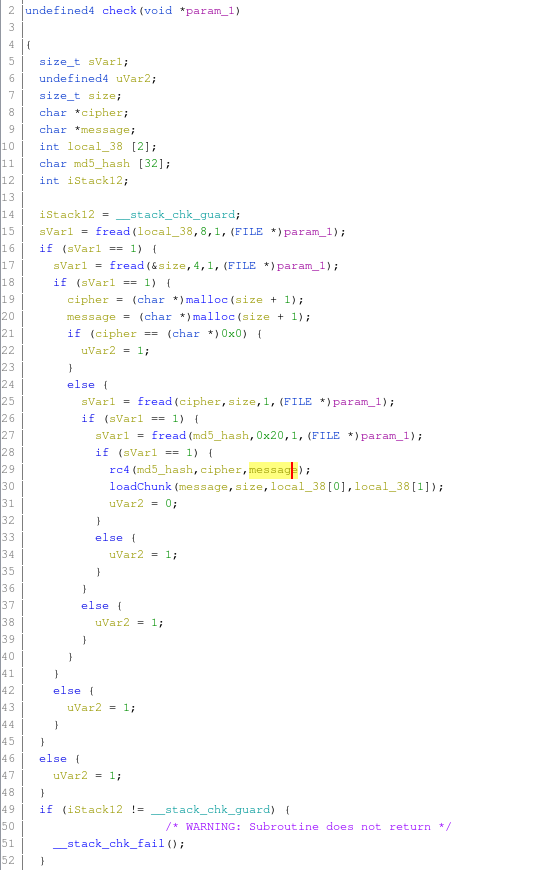 2 undefined4 check(void *param_1)
3
4 {
5 size_t sVar1;
6 undefined4 uVar2;
7 size_t size;
8 char *cipher;
9 char *message;
10 int local_38 [2];
11 char md5_hash [32];
12 int iStack12;
13
14 iStack12 = __stack_chk_guard;
15 sVar1 = fread(local_38,8,1,(FILE *)param_1);
16 if (sVar1 == 1) {
17 sVar1 = fread(&size,4,1,(FILE *)param_1);
18 if (sVar1 == 1) {
19 cipher = (char *)malloc(size + 1);
20 message = (char *)malloc(size + 1);
21 if (cipher == (char *)0x0) {
22 uVar2 = 1;
23 }
24 else {
25 sVar1 = fread(cipher,size,1,(FILE *)param_1);
26 if (sVar1 == 1) {
27 sVar1 = fread(md5_hash,0x20,1,(FILE *)param_1);
28 if (sVar1 == 1) {
29 rc4(md5_hash,cipher,message);
30 loadChunk(message,size,local_38[0],local_38[1]);
31 uVar2 = 0;
32 }
33 else {
34 uVar2 = 1;
35 }
36 }
37 else {
38 uVar2 = 1;
39 }
40 }
41 }
42 else {
43 uVar2 = 1;
44 }
45 }
46 else {
47 uVar2 = 1;
48 }
49 if (iStack12 != __stack_chk_guard) {
50 /* WARNING: Subroutine does not return */
51 __stack_chk_fail();
52 }